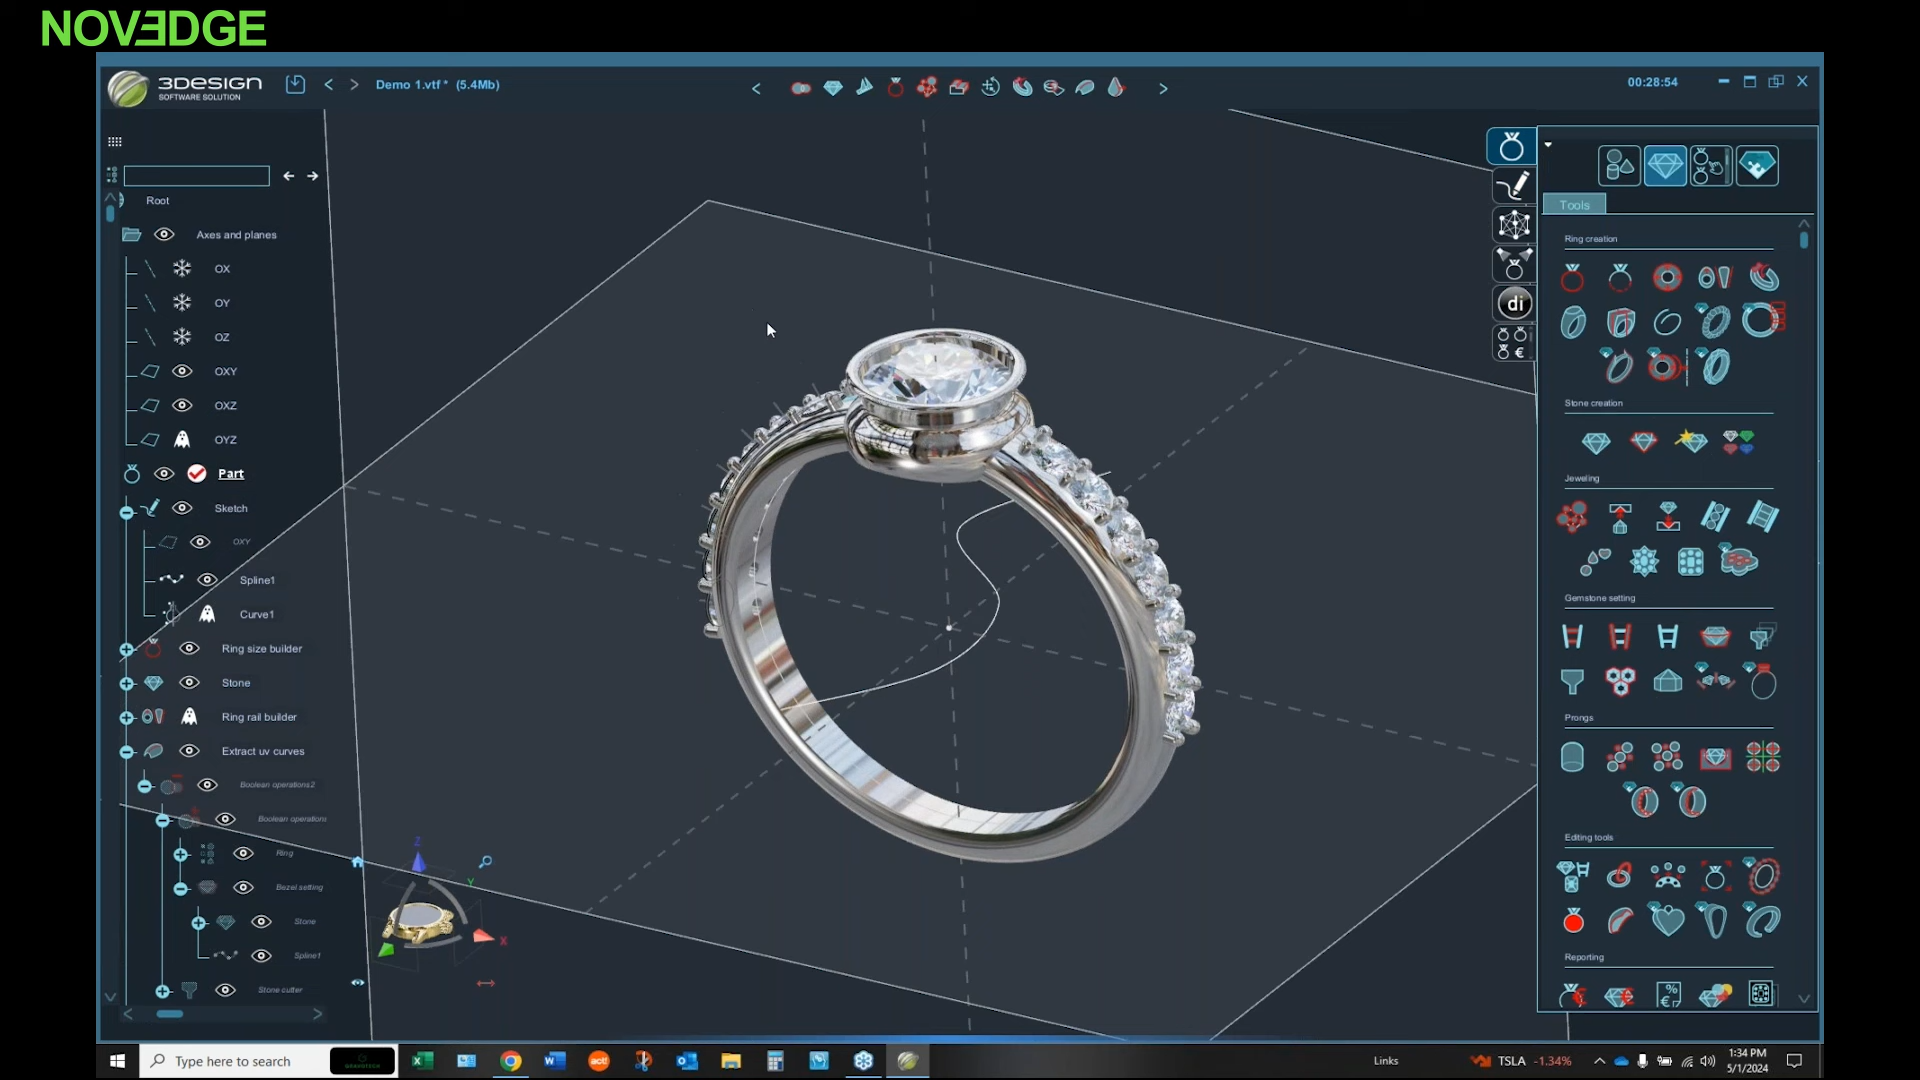 NOVEDGE
3DESIGN
SOFTWARE SOLUTION
Demo 1.vtf * (5.4Mb)
00:28:54
Root
Axes and planes
OX
OY
OZ
OXY
OXZ
OYZ
Part
Sketch
OXY
Spline1
Curve1
Ring size builder
Stone
Ring rail builder
Extract uv curves
Boolean operations2
Boolean operations
Ring
Bezel setting
Stone
Spline1
Stone cutter
Z
Y
X
di
€
Tools
Ring creation
Stone creation
Jeweling
Gemstone setting
Prongs
Editing tools
Reporting
Type here to search
act!
Links
TSLA -1.34%
1:34 PM
5/1/2024